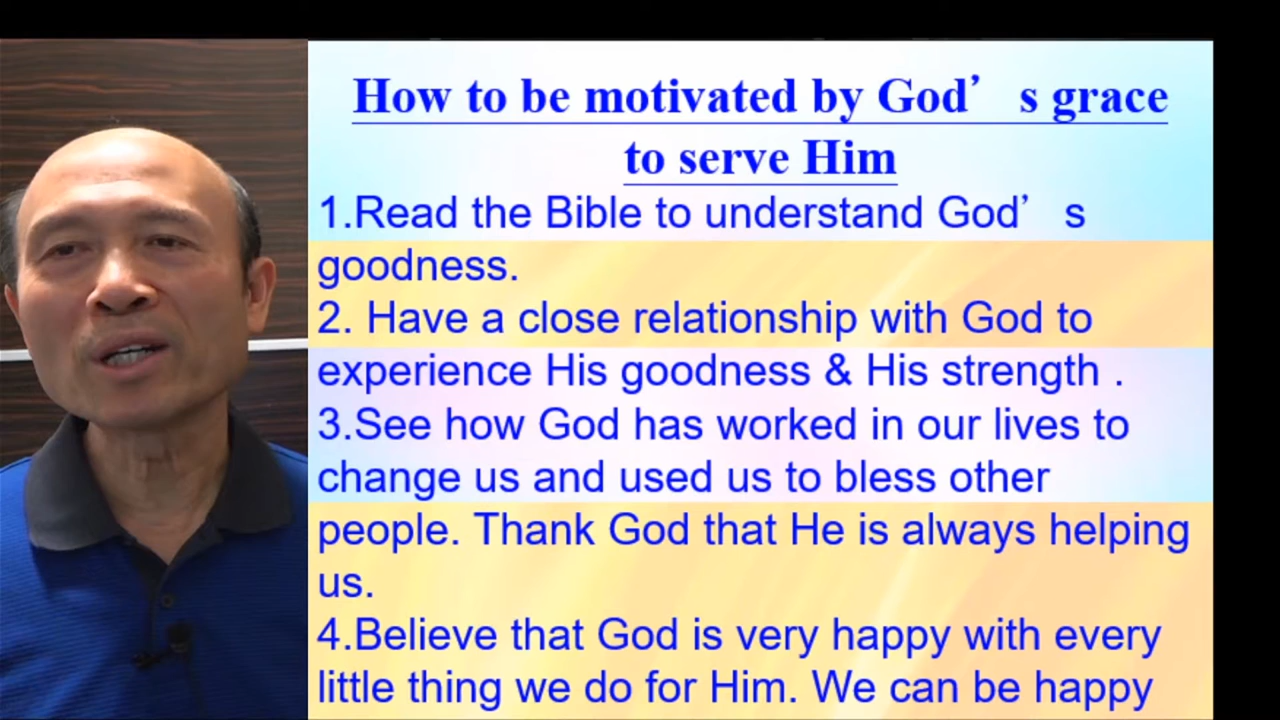 How to be motivated by God’s grace
to serve Him
1.Read the Bible to understand God’s
goodness.
2. Have a close relationship with God to
experience His goodness & His strength .
3.See how God has worked in our lives to
change us and used us to bless other
people. Thank God that He is always helping
us.
4.Believe that God is very happy with every
little thing we do for Him. We can be happy